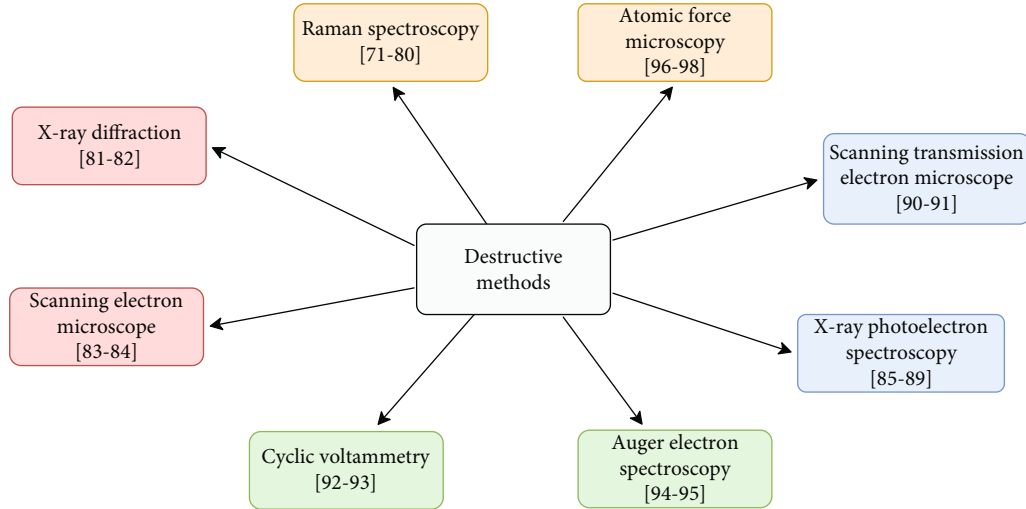 Raman spectroscopy
[71-80]
Atomic force
microscopy
[96-98]
X-ray diffraction
[81-82]
Scanning transmission
electron microscope
[90-91]
Destructive
methods
Scanning electron
microscope
[83-84]
X-ray photoelectron
spectroscopy
[85-89]
Cyclic voltammetry
[92-93]
Auger electron
spectroscopy
[94-95]